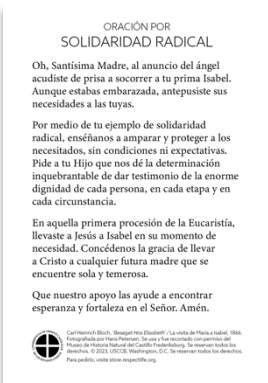 ORACIÓN POR
SOLIDARIDAD RADICAL
Oh, Santísima Madre, al anuncio del ángel
acudiste de prisa a socorrer a tu prima Isabel.
Aunque estabas embarazada, antepusiste sus
necesidades a las tuyas.
Por medio de tu ejemplo de solidaridad
radical, enséñanos a amparar y proteger a los
necesitados, sin condiciones ni expectativas.
Pide a tu Hijo que nos dé la determinación
inquebrantable de dar testimonio de la enorme
dignidad de cada persona, en cada etapa y en
cada circunstancia.
En aquella primera procesión de la Eucaristía,
llevaste a Jesús a Isabel en su momento de
necesidad. Concédenos la gracia de llevar
a Cristo a cualquier futura madre que se
encuentre sola y temerosa.
Que nuestro apoyo las ayude a encontrar
esperanza y fortaleza en el Señor. Amén.
Carl Heinrich Bloch, 'Besøget Hos Elisabeth' / La visita de María a Isabel, 1866.
Fotografiada por Hans Petersen. Se usa y fue recortado con permiso del
Museo de Historia Natural del Castillo Frederiksborg. Se reservan todos los
derechos. © 2023, USCCB, Washington, D.C. Se reservan todos los derechos.
Para pedirlo, visite store.respectlife.org.